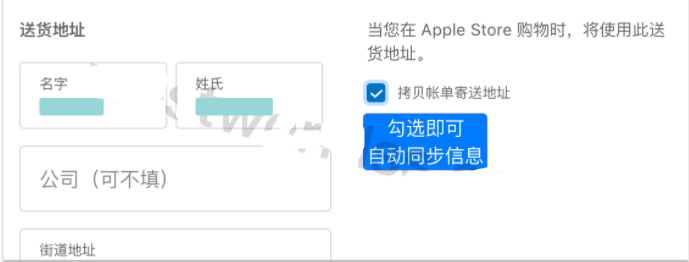 送货地址
当您在 Apple Store 购物时，将使用此送
货地址。
名字
姓氏
拷贝帐单寄送地址
勾选即可
自动同步信息
公司（可不填）
街道地址